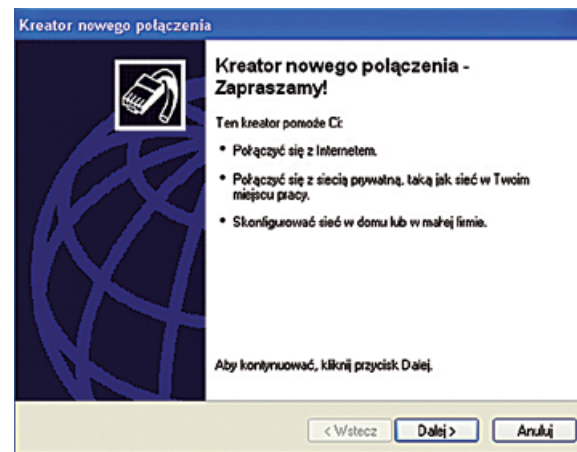 Kreator nowego połączenia
Kreator nowego połączenia -
Zapraszamy!
Ten kreator pomoże Ci:
• Połączyć się z Internetem.
• Połączyć się z siecią prywatną, taką jak sieć w Twoim
miejscu pracy.
• Skonfigurować sieć w domu lub w małej firmie.
Aby kontynuować, kliknij przycisk Dalej.
< Wstecz
Dalej >
Anuluj